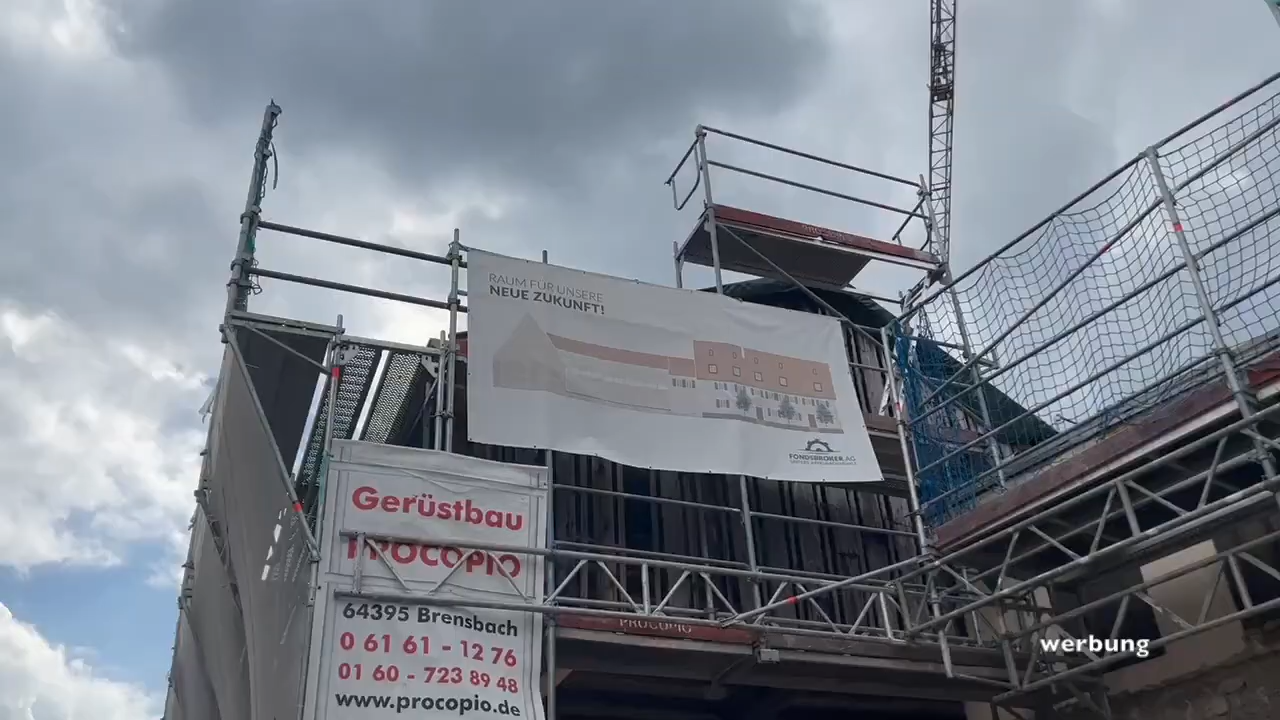 RAUM FÜR UNSERE
NEUE ZUKUNFT!
FONDSBROKER AG
Gerüstbau
PROCOPIO
64395 Brensbach
0 61 61 - 12 76
01 60 - 723 89 48
www.procopio.de
PROCOPIO
werbung